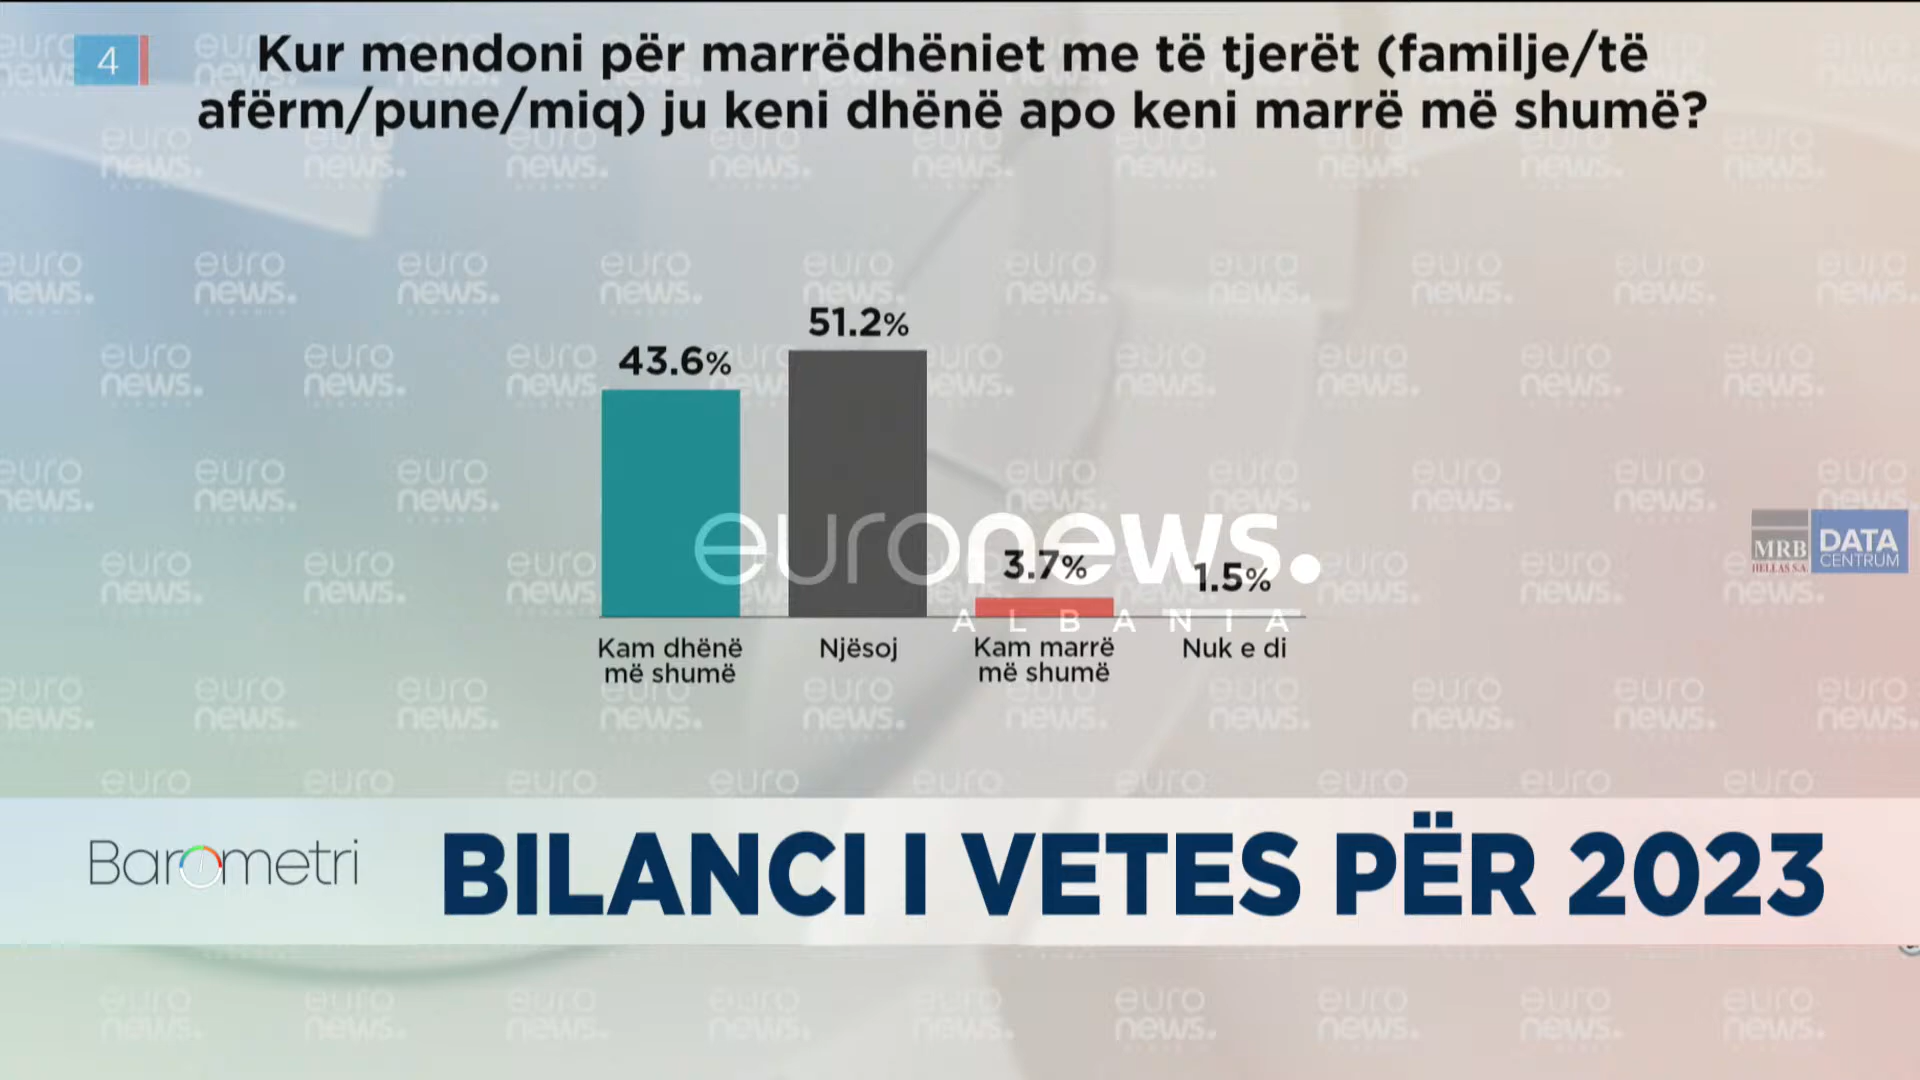 4
Kur mendoni për marrëdhëniet me të tjerët (familje/të
afërm/pune/miq) ju keni dhënë apo keni marrë më shumë?
43.6%
51.2%
3.7%
1.5%
Kam dhënë
më shumë
Njësoj
Kam marrë
më shumë
Nuk e di
euronews.
ALBANIA
MRB
HELLAS S.A.
DATA
CENTRUM
Barometri
BILANCI I VETES PËR 2023